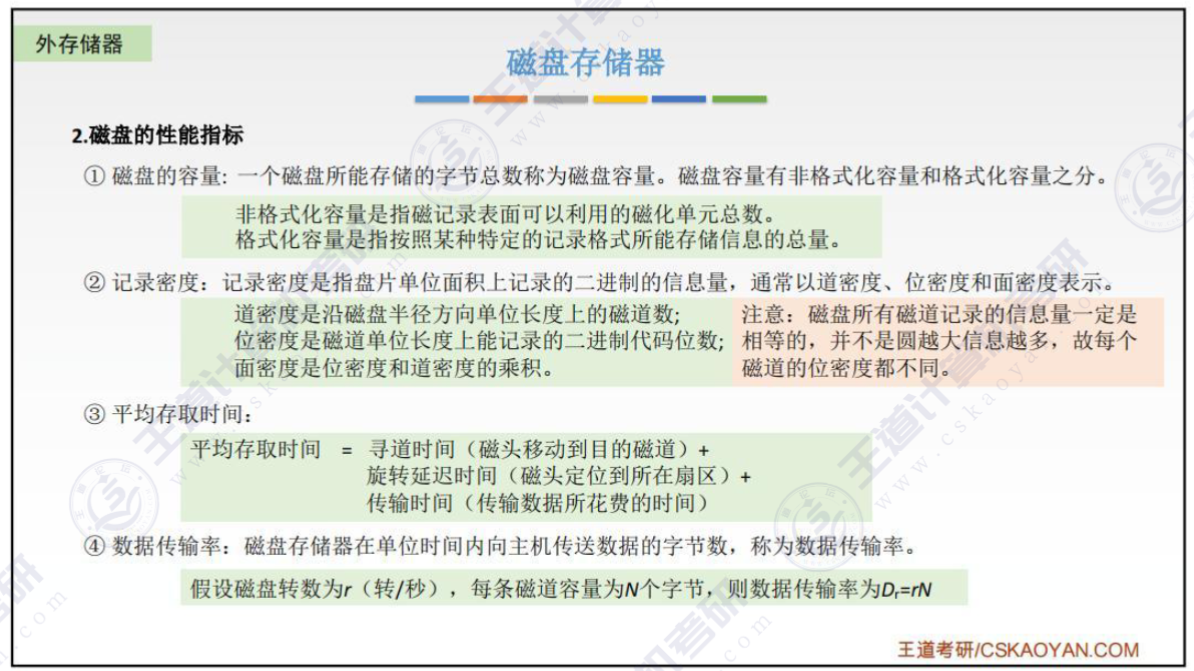 外存储器
磁盘存储器
2.磁盘的性能指标
① 磁盘的容量: 一个磁盘所能存储的字节总数称为磁盘容量。磁盘容量有非格式化容量和格式化容量之分。
非格式化容量是指磁记录表面可以利用的磁化单元总数。
格式化容量是指按照某种特定的记录格式所能存储信息的总量。
② 记录密度：记录密度是指盘片单位面积上记录的二进制的信息量，通常以道密度、位密度和面密度表示。
道密度是沿磁盘半径方向单位长度上的磁道数;
位密度是磁道单位长度上能记录的二进制代码位数;
面密度是位密度和道密度的乘积。
注意：磁盘所有磁道记录的信息量一定是
相等的，并不是圆越大信息越多，故每个
磁道的位密度都不同。
③ 平均存取时间：
平均存取时间 = 寻道时间（磁头移动到目的磁道）+
旋转延迟时间（磁头定位到所在扇区）+
传输时间（传输数据所花费的时间）
④ 数据传输率：磁盘存储器在单位时间内向主机传送数据的字节数，称为数据传输率。
假设磁盘转数为r（转/秒），每条磁道容量为N个字节，则数据传输率为Dr=rN
王道考研/CSKAOYAN.COM